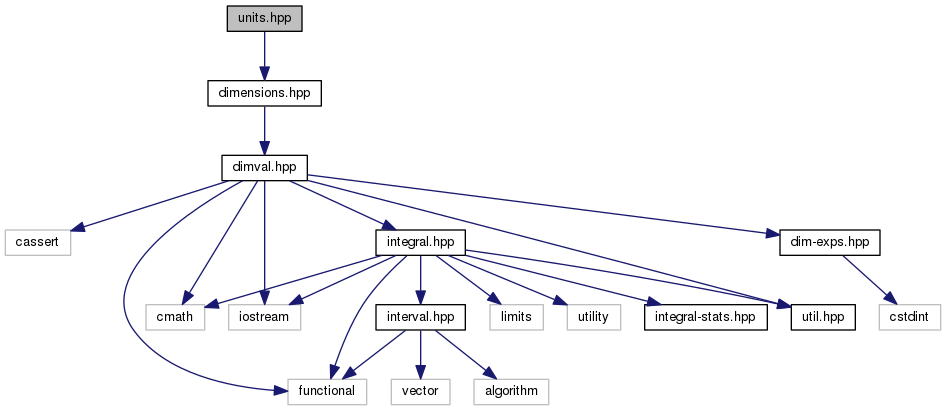 units.hpp
dimensions.hpp
dimval.hpp
cassert
integral.hpp
dim-exps.hpp
cmath
iostream
interval.hpp
limits
utility
integral-stats.hpp
util.hpp
cstdint
functional
vector
algorithm